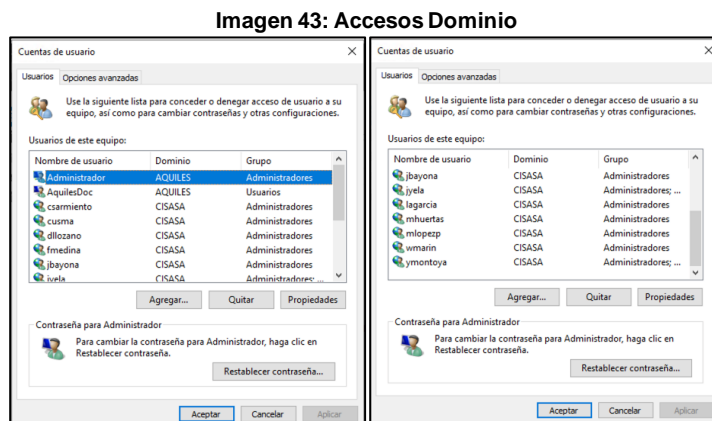 Imagen 43: Accesos Dominio
Cuentas de usuario
Usuarios Opciones avanzadas
Use la siguiente lista para conceder o denegar acceso de usuario a su
equipo, así como para cambiar contraseñas y otras configuraciones.
Usuarios de este equipo:
Nombre de usuario Dominio Grupo
Administrador AQUILES Administradores
AquilesDoc AQUILES Usuarios
csarmiento CISASA Administradores
cusma CISASA Administradores
dllozano CISASA Administradores
fmedina CISASA Administradores
jbayona CISASA Administradores
jyela CISASA Administradores; ...
Agregar... Quitar Propiedades
Contraseña para Administrador
Para cambiar la contraseña para Administrador, haga clic en
Restablecer contraseña.
Restablecer contraseña...
Aceptar Cancelar Aplicar
Cuentas de usuario
Usuarios Opciones avanzadas
Use la siguiente lista para conceder o denegar acceso de usuario a su
equipo, así como para cambiar contraseñas y otras configuraciones.
Usuarios de este equipo:
Nombre de usuario Dominio Grupo
jbayona CISASA Administradores
jyela CISASA Administradores; ...
lagarcia CISASA Administradores
mhuertas CISASA Administradores
mlopezp CISASA Administradores
wmarin CISASA Administradores
ymontoya CISASA Administradores; ...
Agregar... Quitar Propiedades
Contraseña para Administrador
Para cambiar la contraseña para Administrador, haga clic en
Restablecer contraseña.
Restablecer contraseña...
Aceptar Cancelar Aplicar